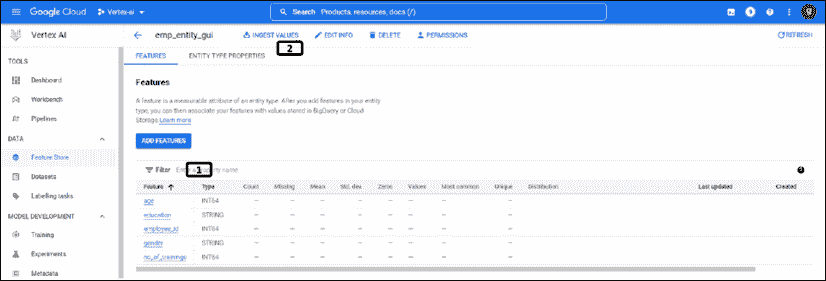 Google Cloud Vertex-ai Search Products, resources, docs (/)
Vertex AI emp_entity_gui INGEST VALUES EDIT INFO DELETE PERMISSIONS REFRESH
2
TOOLS FEATURES ENTITY TYPE PROPERTIES
Dashboard
Workbench
Pipelines
DATA
Feature Store
Datasets
Labelling tasks
MODEL DEVELOPMENT
Training
Experiments
Metadata
Features
A feature is a measurable attribute of an entity type. After you add features in your entity
type, you can then associate your features with values stored in BigQuery or Cloud
Storage Learn more
ADD FEATURES
1
Filter Enter name
Feature Type Count Missing Mean Std. dev. Zeros Values Most common Unique Distribution Last updated Created
age INT64 – – – – – – – –
education STRING – – – – – – – –
employee_id INT64 – – – – – – – –
gender STRING – – – – – – – –
no_of_trainings INT64 – – – – – – – –